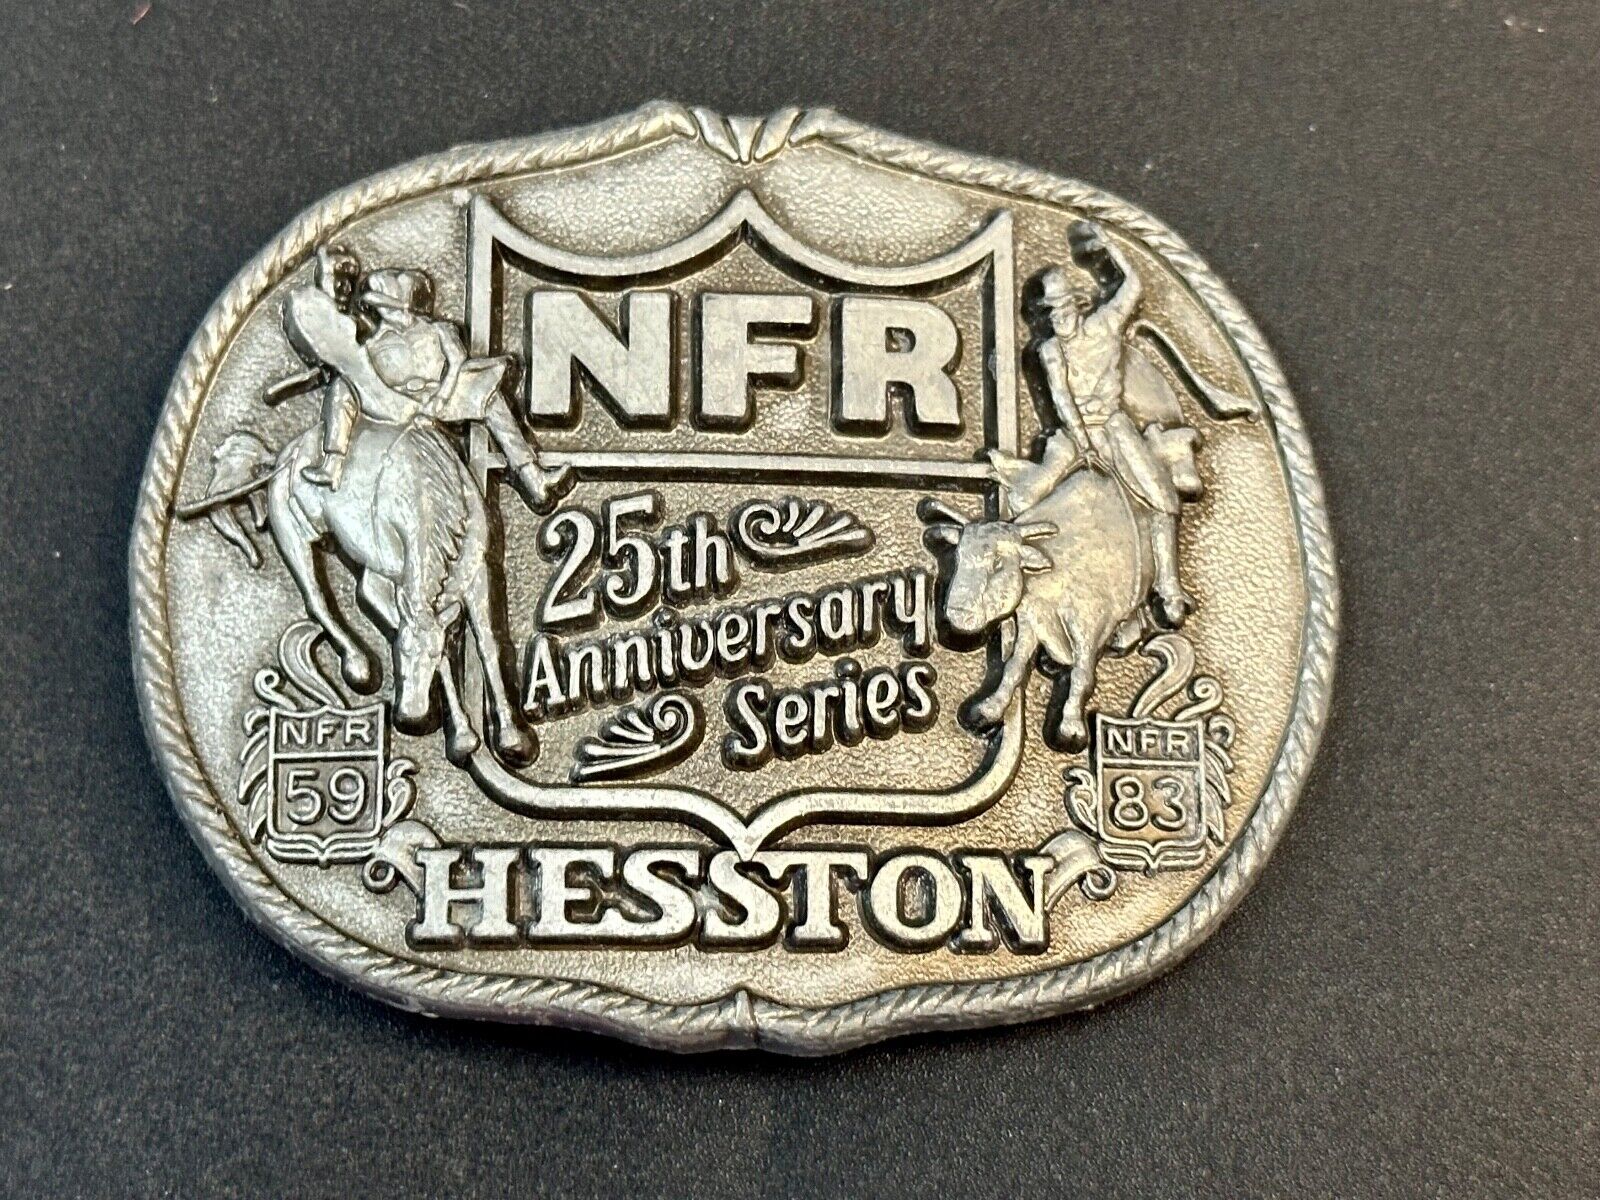 NFR
25th
Anniversary
Series
NFR
59
NFR
83
HESSTON